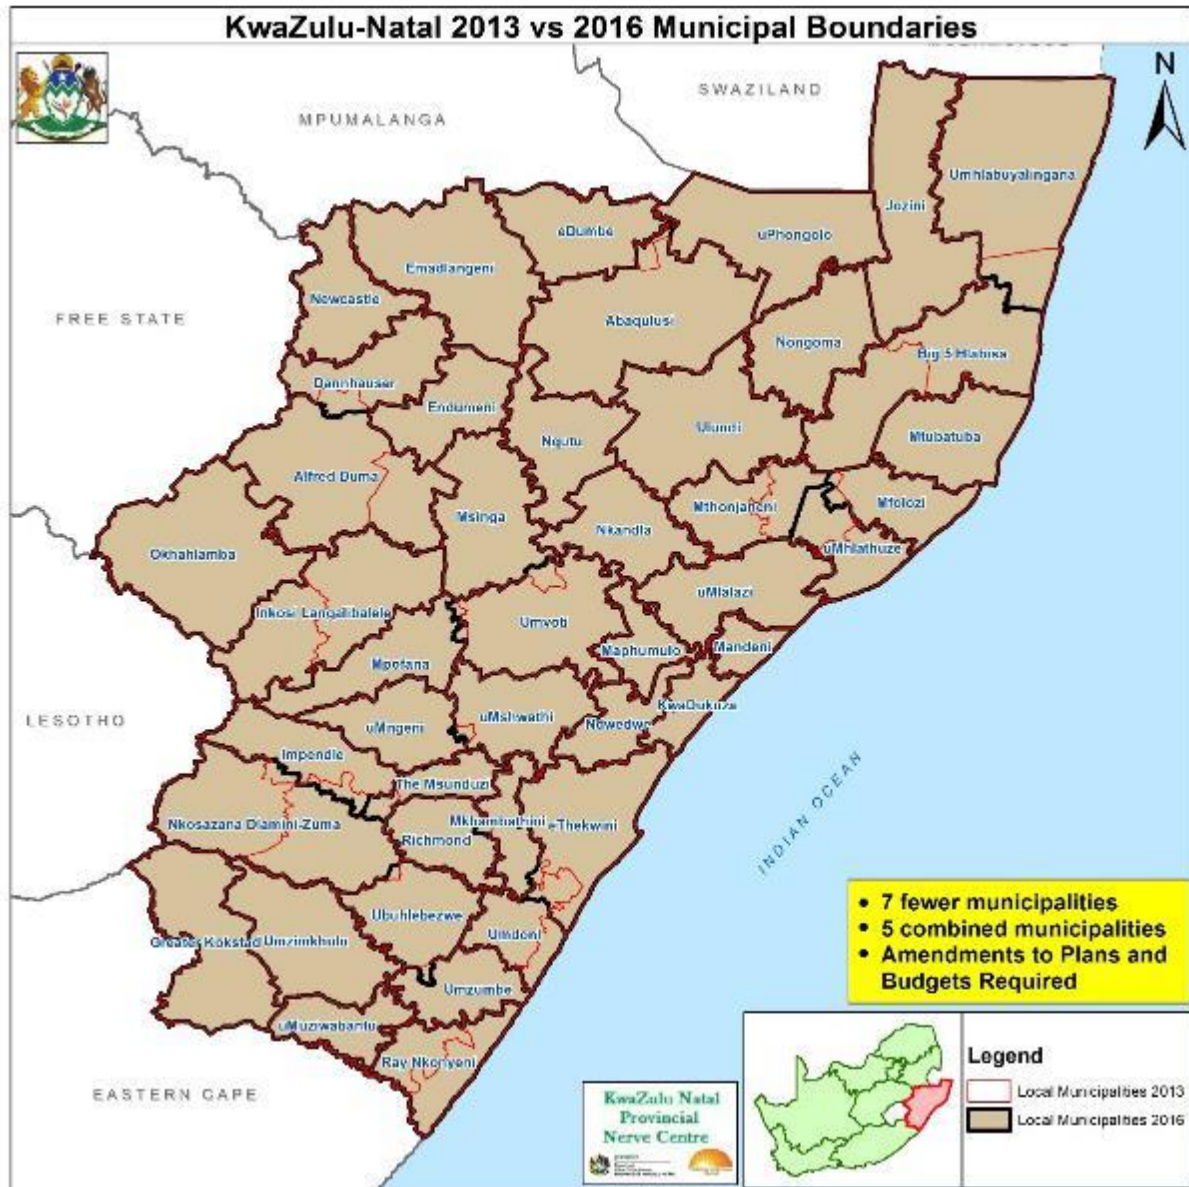 KwaZulu-Natal 2013 vs 2016 Municipal Boundaries
N
SWAZILAND
MPUMALANGA
Umhlabuyalingana
Jozini
eDumbe
uPhongolo
Emadlangeni
Newcastle
FREE STATE
Abaqulusi
Nongoma
Big 5 Hlabisa
Dannhauser
Endumeni
Ulundi
Nqutu
Mtubatuba
Alfred Duma
Mthonjaneni
Mfolozi
Msinga
Nkandla
uMhlathuze
Okhahlamba
uMlalazi
Inkosi Langalibalele
Umvoti
Maphumulo
Mandeni
Mpofana
KwaDukuza
LESOTHO
uMngeni
uMshwathi
Ndwedwe
Impendle
The Msunduzi
Nkosazana Dlamini-Zuma
Mkhambathini
eThekwini
Richmond
INDIAN OCEAN
Ubuhlebezwe
Umdoni
Greater Kokstad
Umzimkhulu
Umzumbe
uMuziwabantu
Ray Nkonyeni
EASTERN CAPE
• 7 fewer municipalities
• 5 combined municipalities
• Amendments to Plans and
Budgets Required
KwaZulu Natal
Provincial
Nerve Centre
Legend
Local Municipalities 2013
Local Municipalities 2016